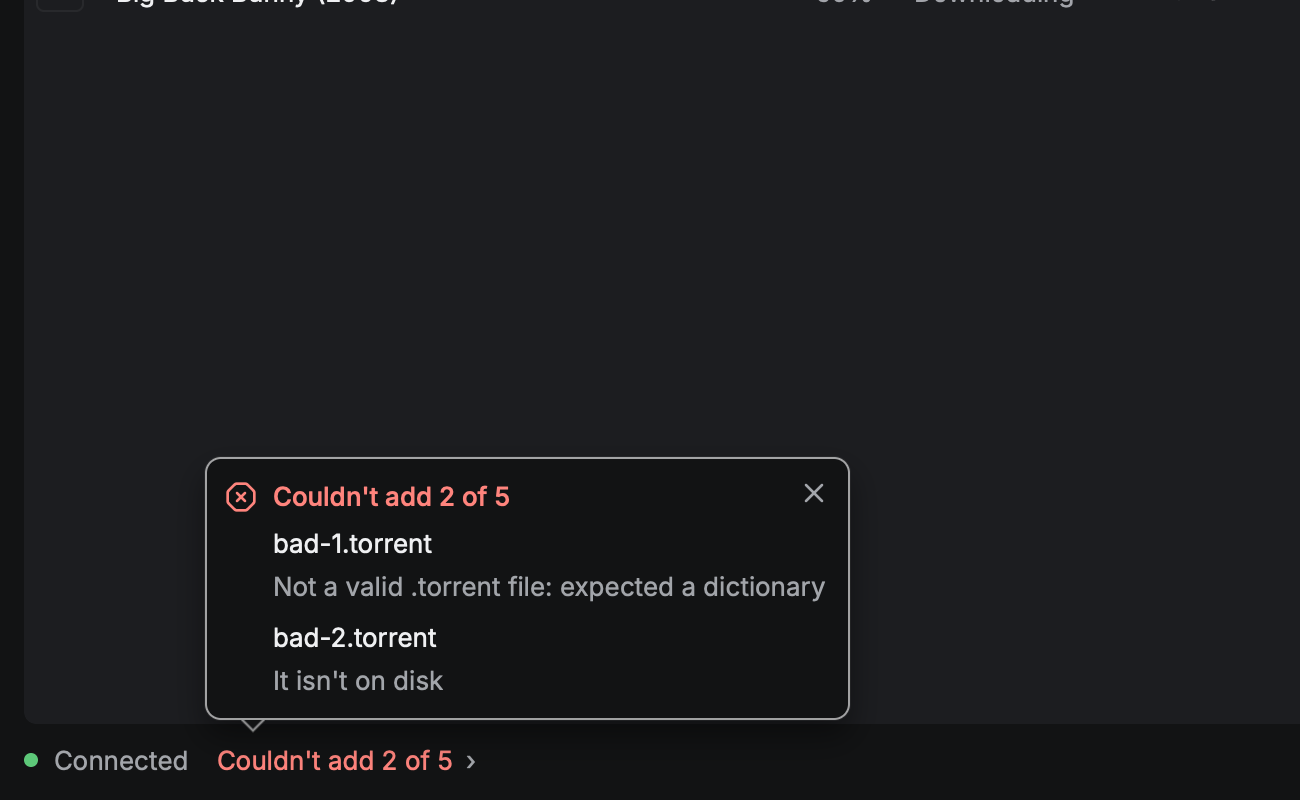 Couldn't add 2 of 5
bad-1.torrent
Not a valid .torrent file: expected a dictionary
bad-2.torrent
It isn't on disk
Connected Couldn't add 2 of 5 ›